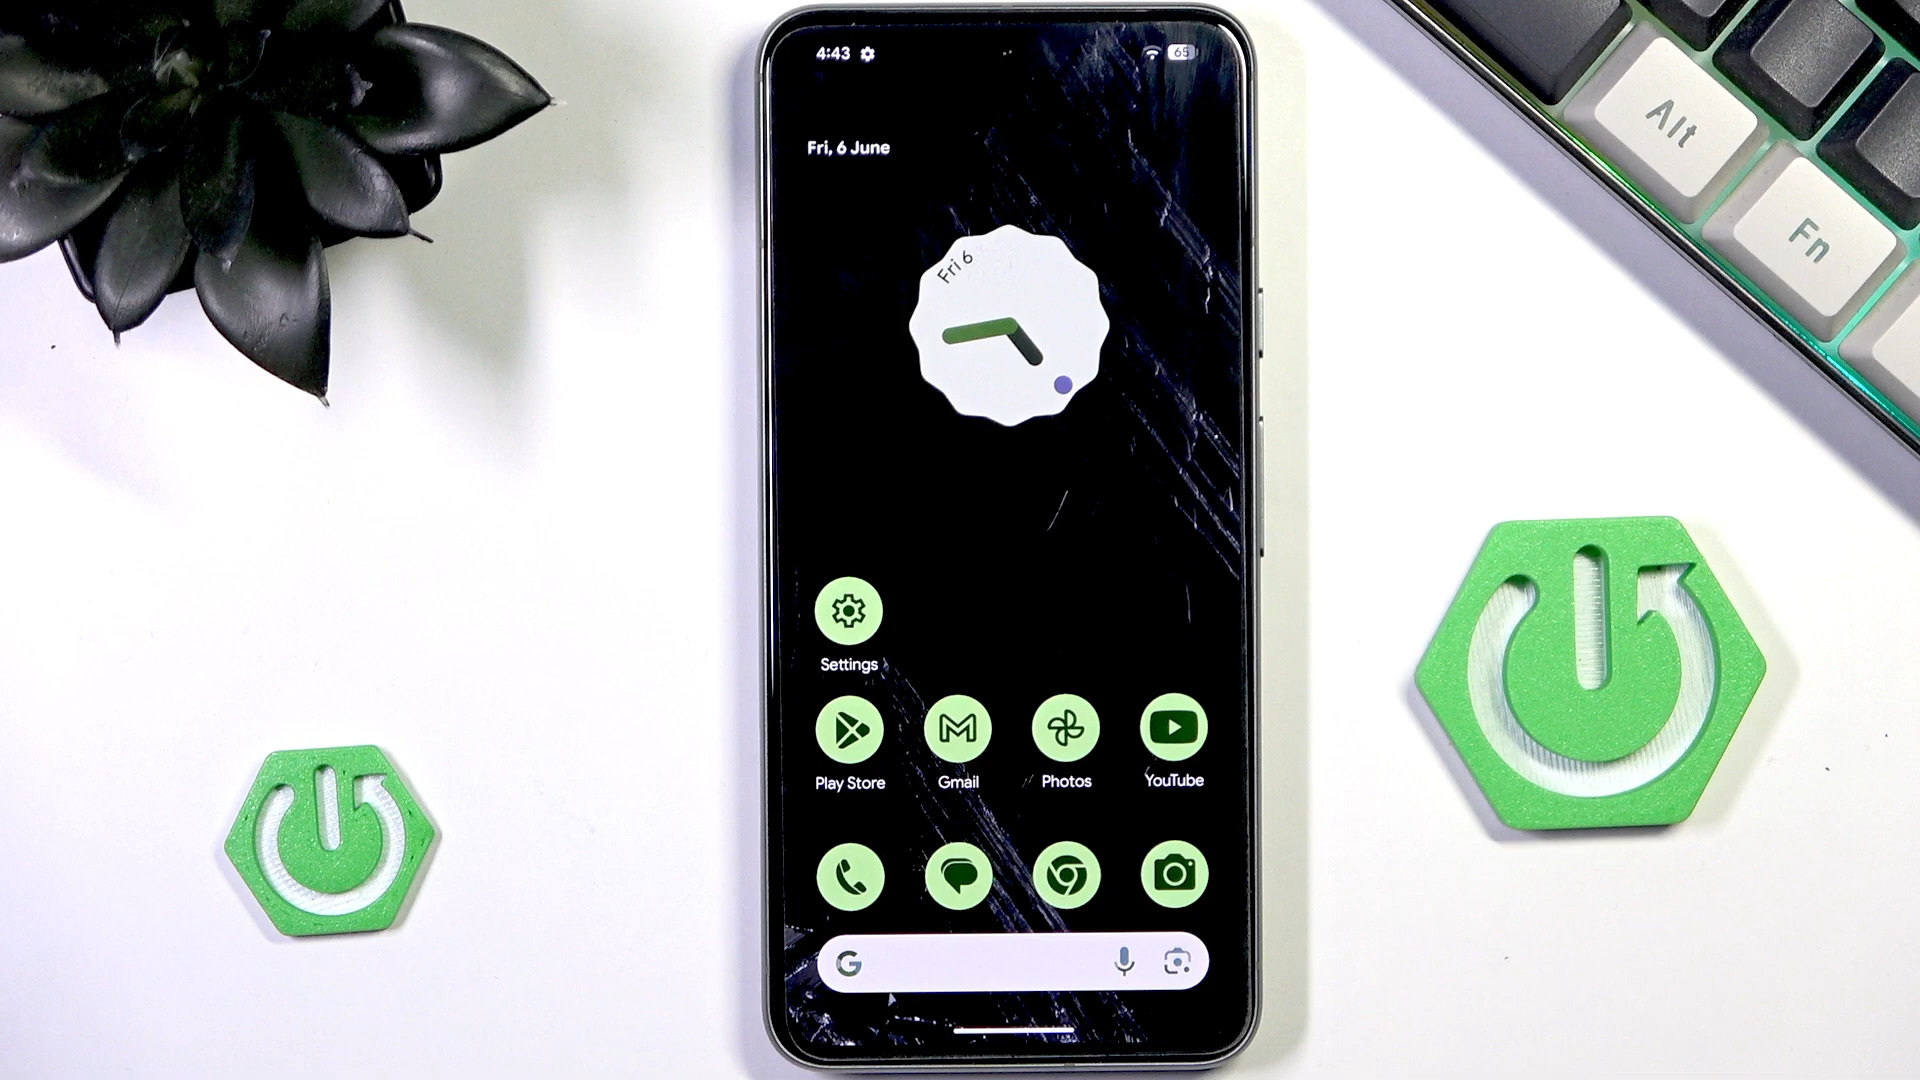 4:43 65
Fri, 6 June
Fri 6
Settings
Play Store Gmail Photos YouTube
G
Alt
Fn